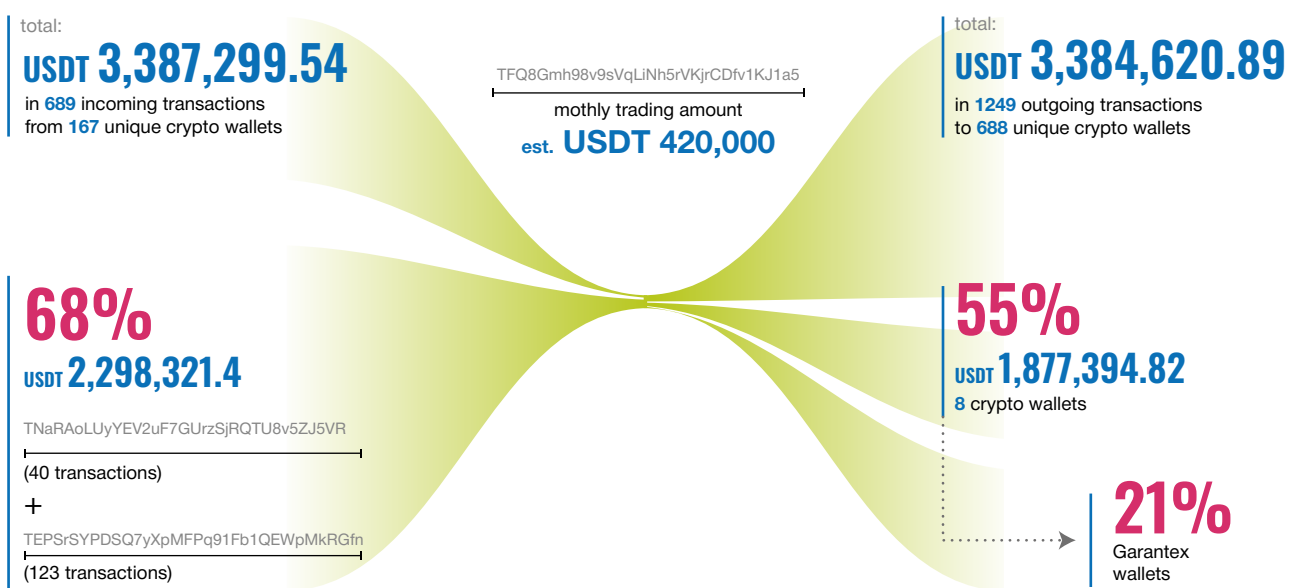 total:
USDT 3,387,299.54
in 689 incoming transactions
from 167 unique crypto wallets
TFQ8Gmh98v9sVqLiNh5rVKjrCDfv1KJ1a5
mothly trading amount
est. USDT 420,000
total:
USDT 3,384,620.89
in 1249 outgoing transactions
to 688 unique crypto wallets
68%
USDT 2,298,321.4
TNaRAoLUyYEV2uF7GUrzSjRQTU8v5ZJ5VR
(40 transactions)
+
TEPSrSYPDSQ7yXpMFPq91Fb1QEWpMkRGfn
(123 transactions)
55%
USDT 1,877,394.82
8 crypto wallets
21%
Garantex
wallets